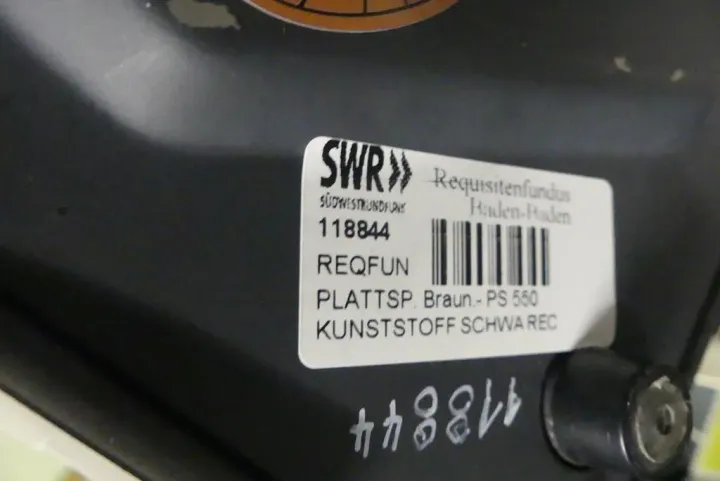 SWR
Requisitenfundus
SÜDWESTRUNDFUNK
Baden-Baden
118844
REQFUN
PLATTSP. Braun.- PS 550
KUNSTSTOFF SCHWA REC
118844